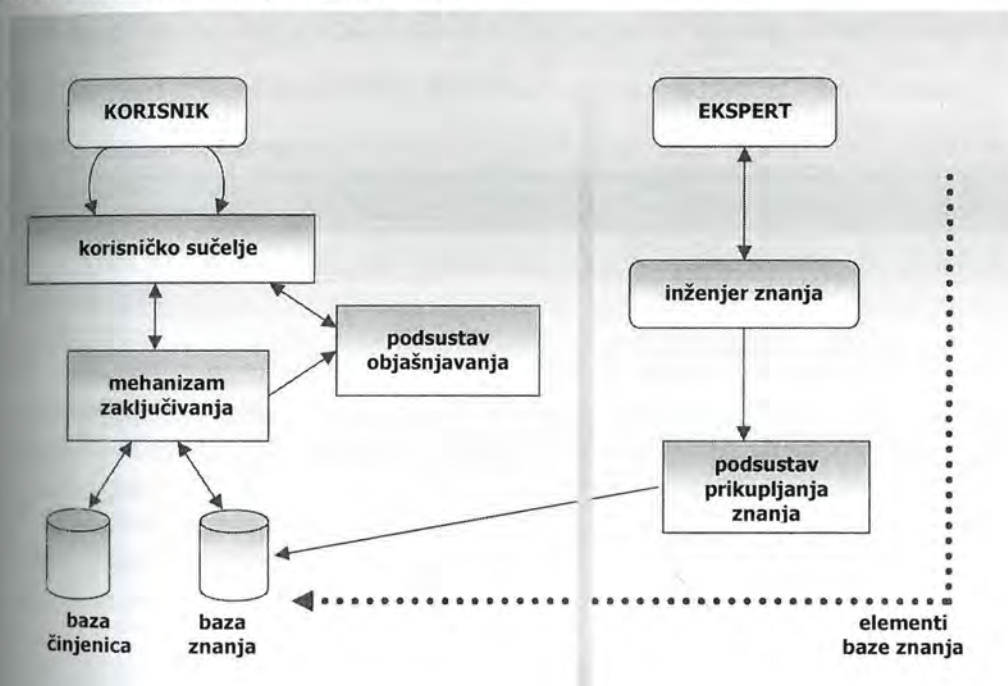 KORISNIK
EKSPERT
korisničko sučelje
inženjer znanja
podsustav
objašnjavanja
mehanizam
zaključivanja
podsustav
prikupljanja
znanja
baza
činjenica
baza
znanja
elementi
baze znanja